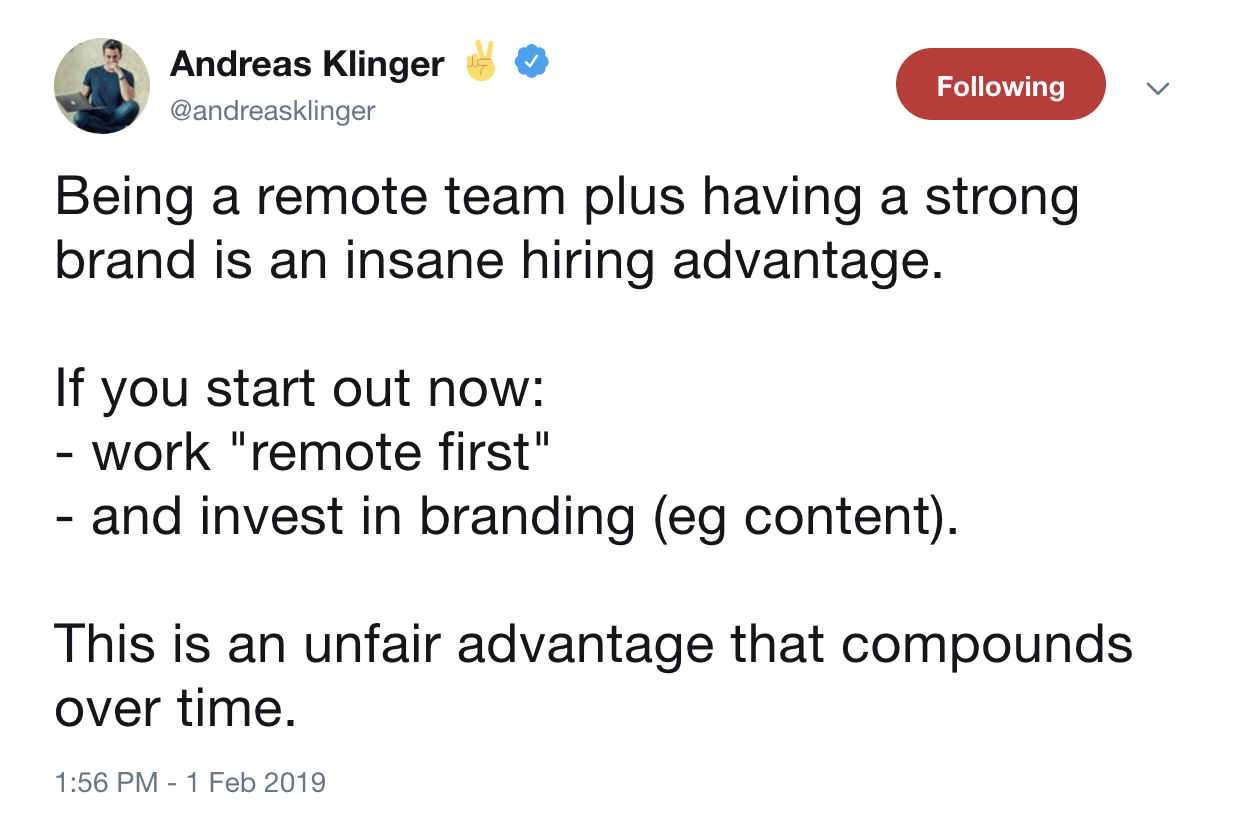 Andreas Klinger ✌️
@andreasklinger
Following
Being a remote team plus having a strong
brand is an insane hiring advantage.
If you start out now:
- work "remote first"
- and invest in branding (eg content).
This is an unfair advantage that compounds
over time.
1:56 PM - 1 Feb 2019